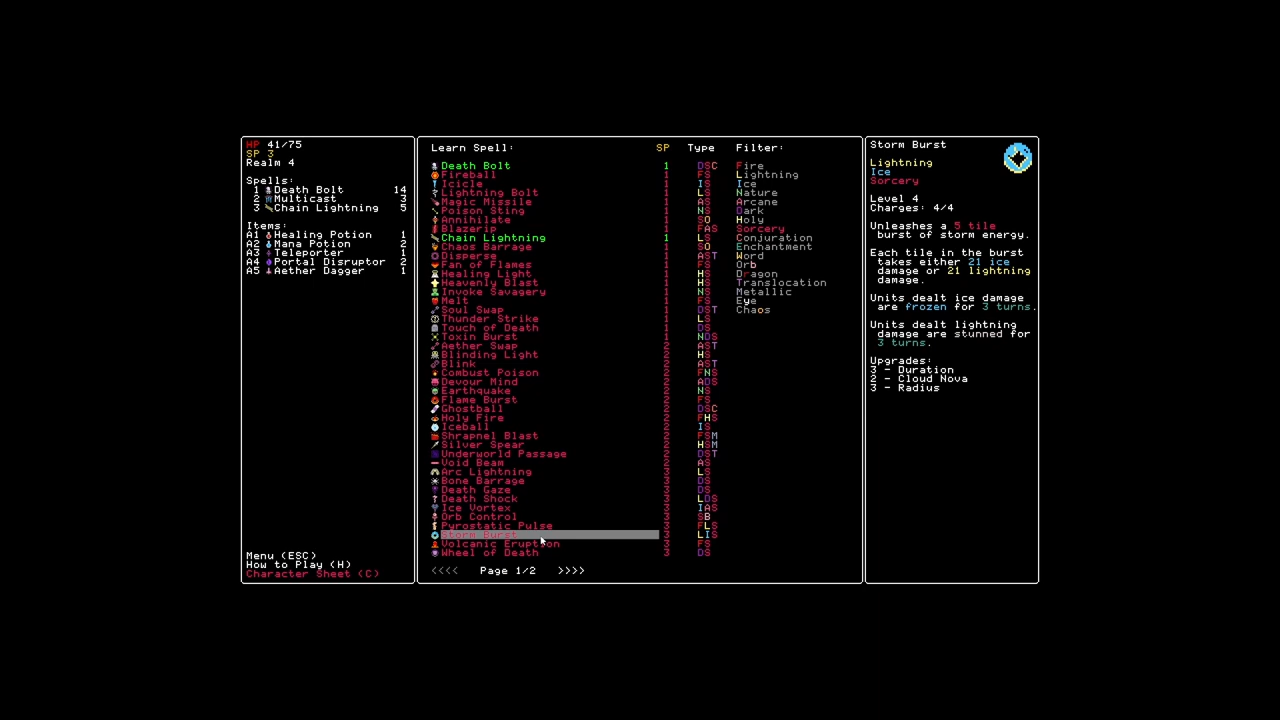 HP 41/75
SP 3
Realm 4
Spells:
1 Death Bolt 14
2 Multicast 3
3 Chain Lightning 5
Items:
A1 Healing Potion 1
A2 Mana Potion 2
A3 Teleporter 1
A4 Portal Disruptor 2
A5 Aether Dagger 1
Menu (ESC)
How to Play (H)
Character Sheet (C)
Learn Spell: SP Type Filter:
Death Bolt 1 DSC Fire
Fireball 1 FS Lightning
Icicle 1 IS Ice
Lightning Bolt 1 LS Nature
Magic Missile 1 AS Arcane
Poison Sting 1 NS Dark
Annihilate 1 SO Holy
Blazerip 1 FAS Sorcery
Chain Lightning 1 LS Conjuration
Chaos Barrage 1 SO Enchantment
Disperse 1 AST Word
Fan of Flames 1 FS Orb
Healing Light 1 HS Dragon
Heavenly Blast 1 HS Translocation
Invoke Savagery 1 NS Metallic
Melt 1 FS Eye
Soul Swap 1 DST Chaos
Thunder Strike 1 LS
Touch of Death 1 DS
Toxin Burst 1 NDS
Aether Swap 2 AST
Blinding Light 2 HS
Blink 2 AST
Combust Poison 2 FNS
Devour Mind 2 ADS
Earthquake 2 NS
Flame Burst 2 FS
Ghostball 2 DSC
Holy Fire 2 FHS
Iceball 2 IS
Shrapnel Blast 2 FSM
Silver Spear 2 HSM
Underworld Passage 2 DST
Void Beam 2 AS
Arc Lightning 3 LS
Bone Barrage 3 DS
Death Gaze 3 DS
Death Shock 3 LDS
Ice Vortex 3 IAS
Orb Control 3 SB
Pyrostatic Pulse 3 FLS
Storm Burst 3 LIS
Volcanic Eruption 3 FS
Wheel of Death 3 DS
<<<< Page 1/2 >>>>
Storm Burst
Lightning
Ice
Sorcery
Level 4
Charges: 4/4
Unleashes a 5 tile
burst of storm energy.
Each tile in the burst
takes either 21 ice
damage or 21 lightning
damage.
Units dealt ice damage
are frozen for 3 turns.
Units dealt lightning
damage are stunned for
3 turns.
Upgrades:
3 - Duration
2 - Cloud Nova
3 - Radius